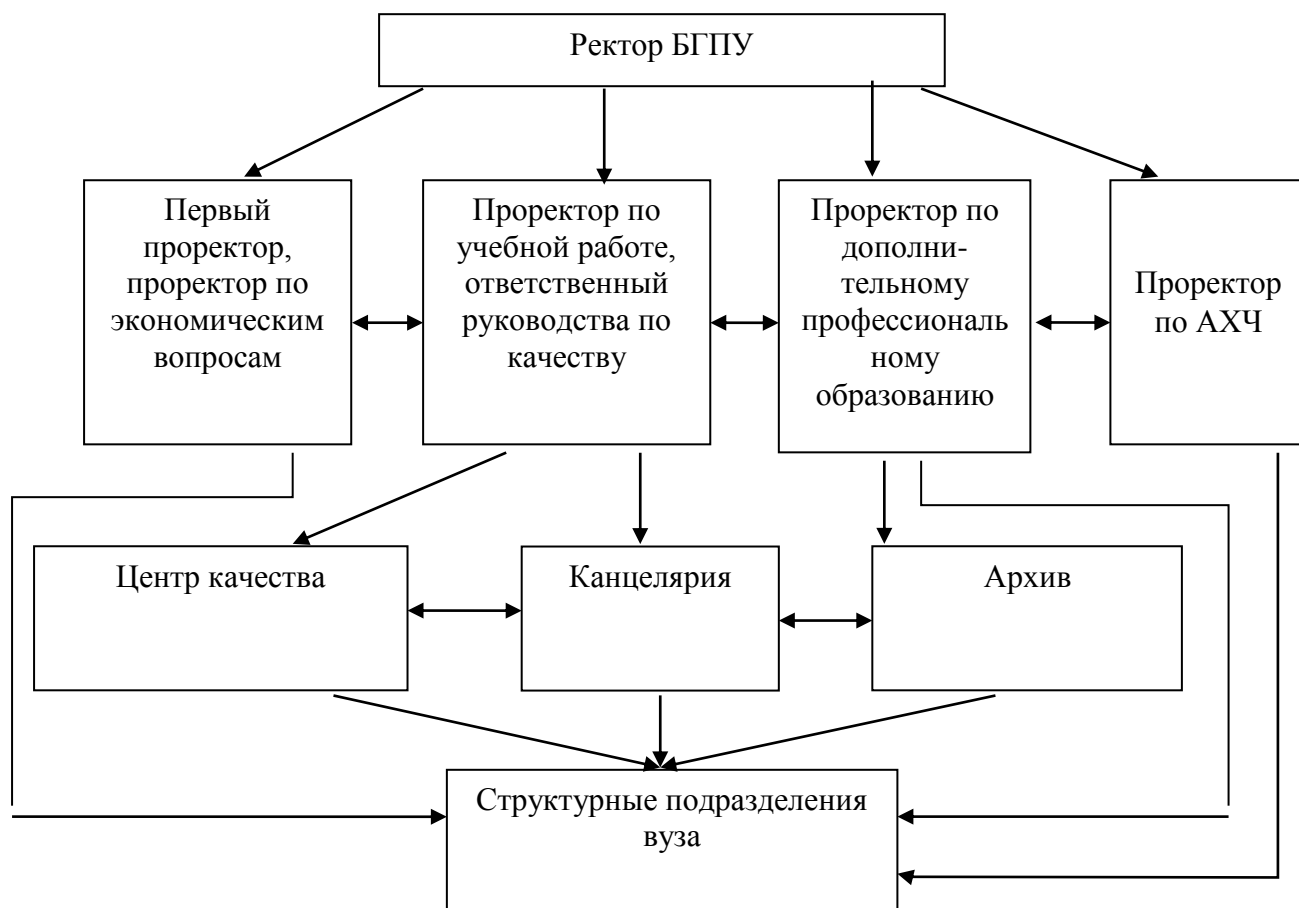 Ректор БГПУ
Первый
проректор,
проректор по
экономическим
вопросам
Проректор по
учебной работе,
ответственный
руководства по
качеству
Проректор по
дополни-
тельному
профессиональ
ному
образованию
Проректор
по АХЧ
Центр качества
Канцелярия
Архив
Структурные подразделения
вуза